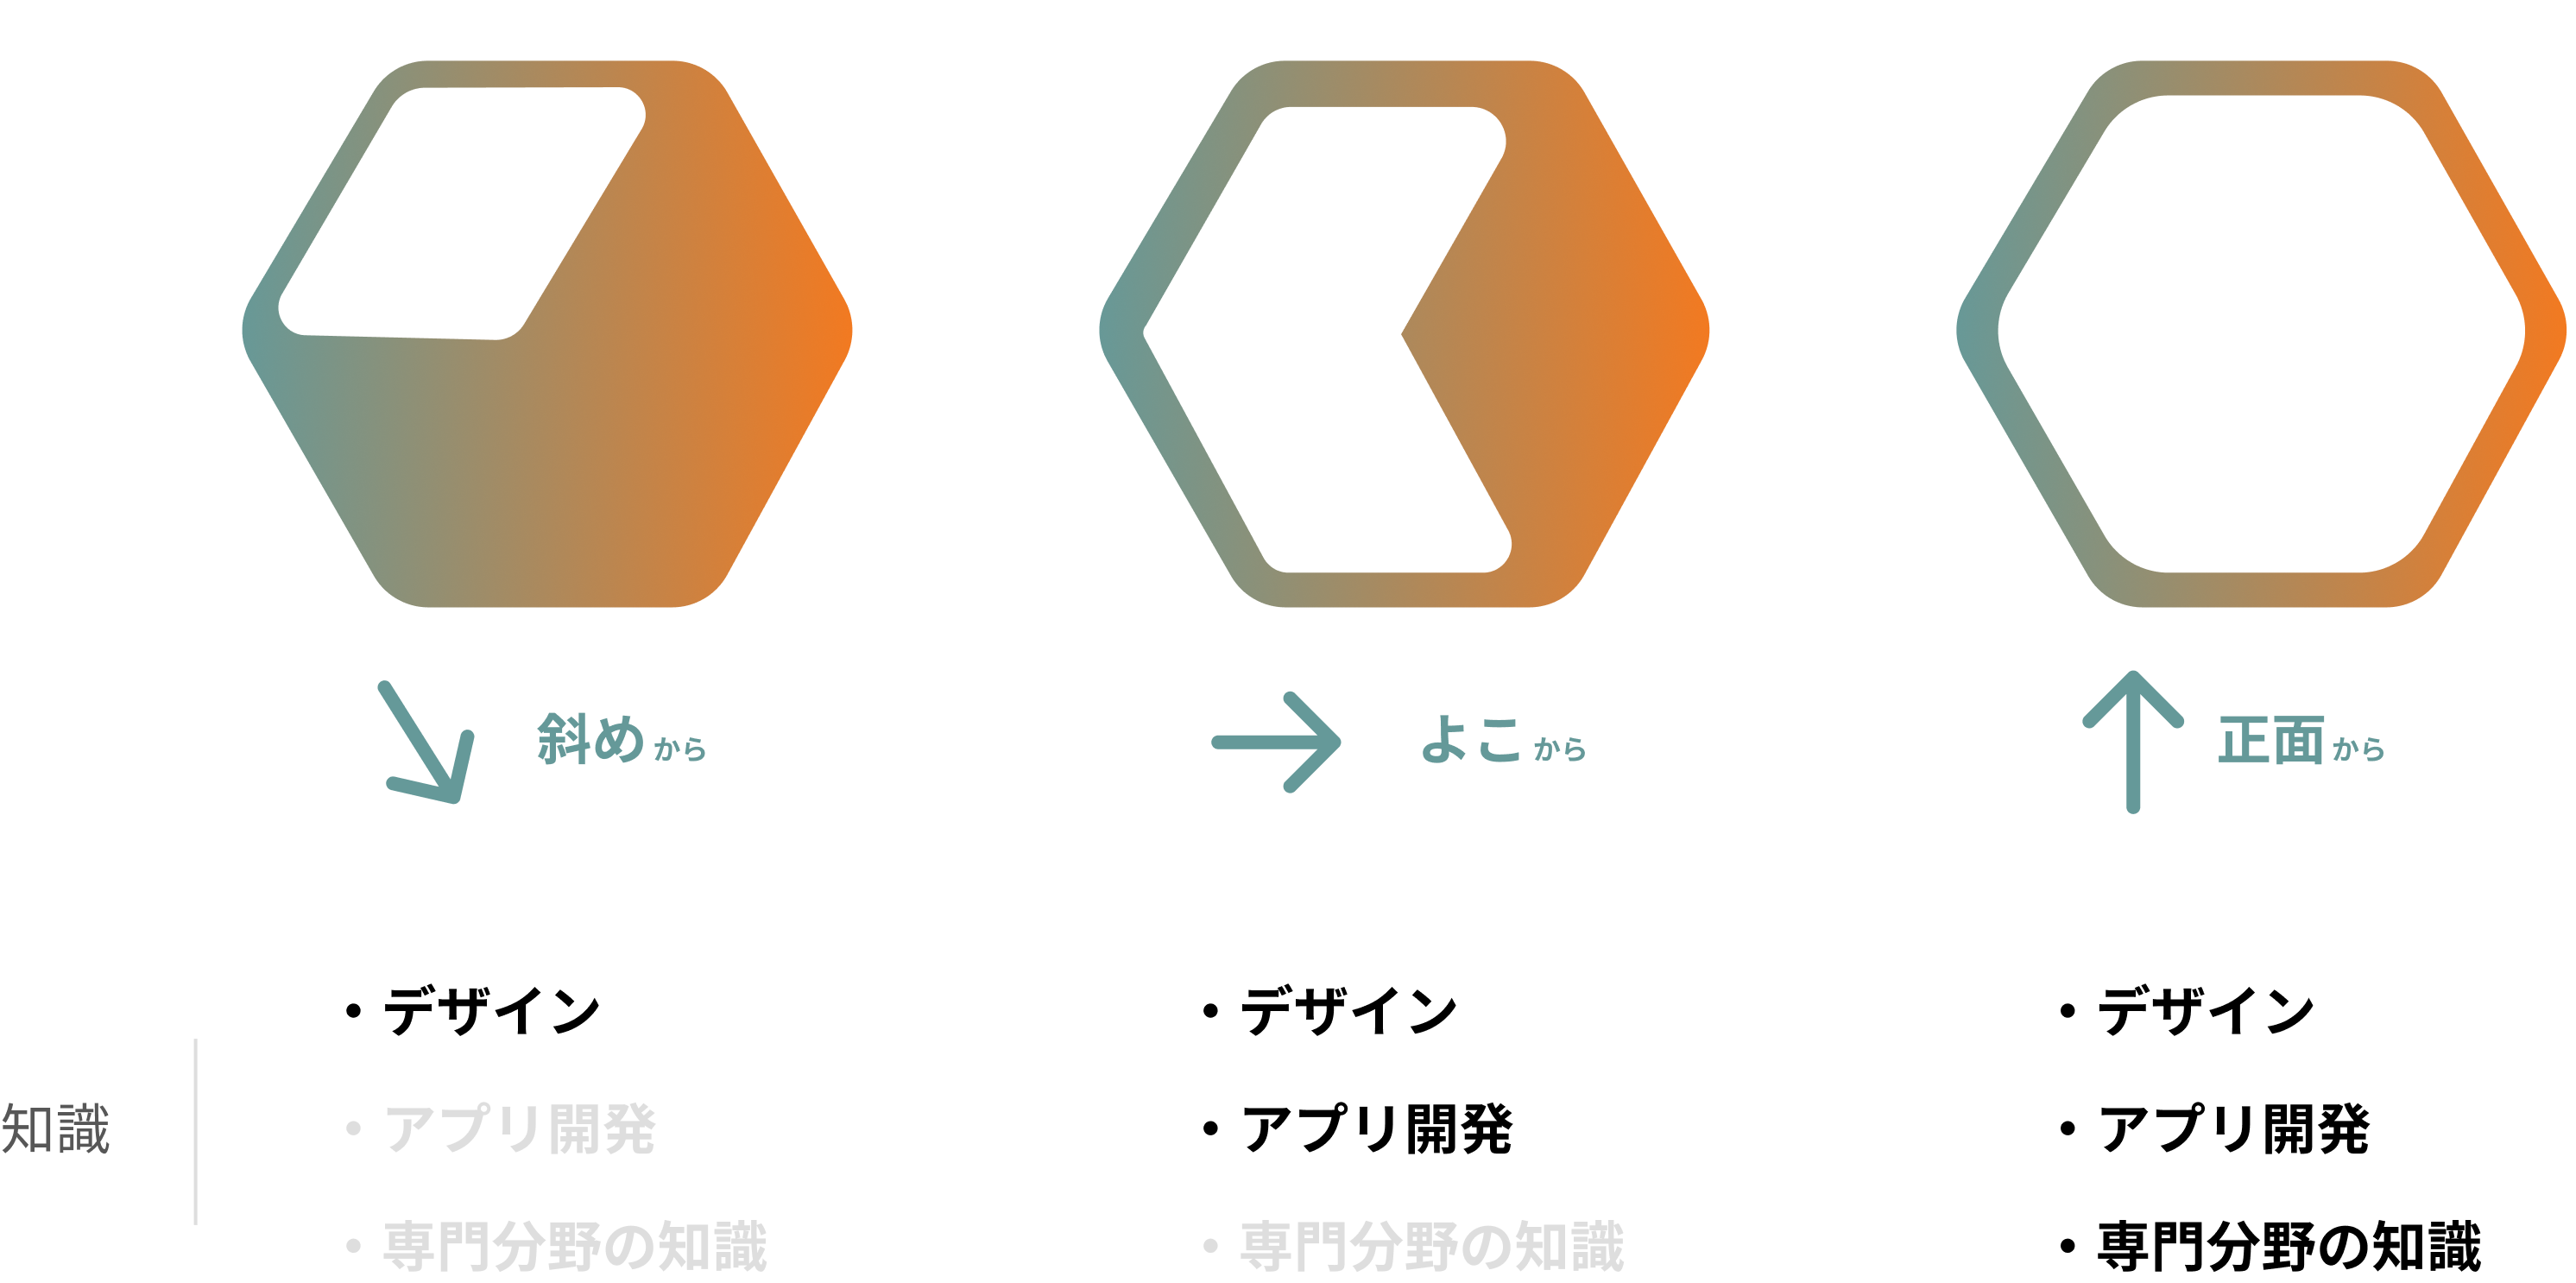 斜めから
よこから
正面から
知識
・デザイン
・アプリ開発
・専門分野の知識
・デザイン
・アプリ開発
・専門分野の知識
・デザイン
・アプリ開発
・専門分野の知識